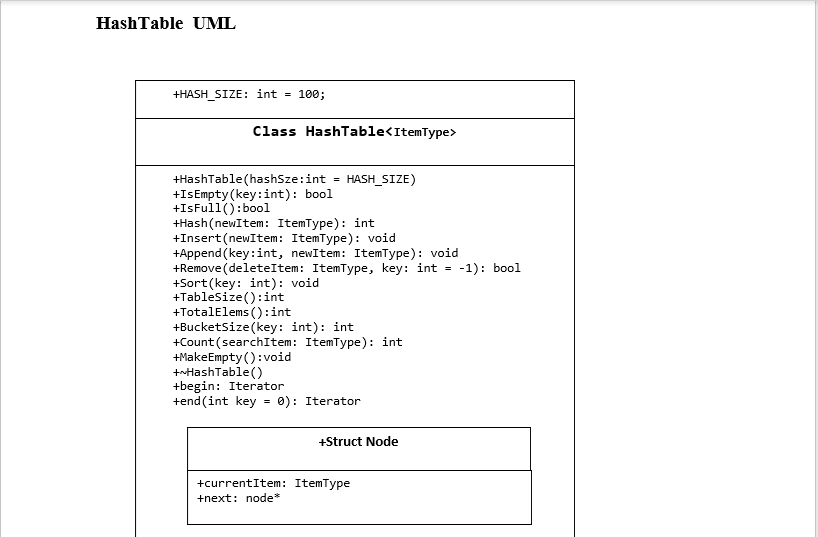 HashTable UML
+HASH_SIZE: int = 100;
Class HashTable<ItemType>
+HashTable(hashSze:int = HASH_SIZE)
+IsEmpty(key:int): bool
+IsFull():bool
+Hash(newItem: ItemType): int
+Insert(newItem: ItemType): void
+Append(key:int, newItem: ItemType): void
+Remove(deleteItem: ItemType, key: int = -1): bool
+Sort(key: int): void
+TableSize():int
+TotalElems():int
+BucketSize(key: int): int
+Count(searchItem: ItemType): int
+MakeEmpty():void
+~HashTable()
+begin: Iterator
+end(int key = 0): Iterator
+Struct Node
+currentItem: ItemType
+next: node*